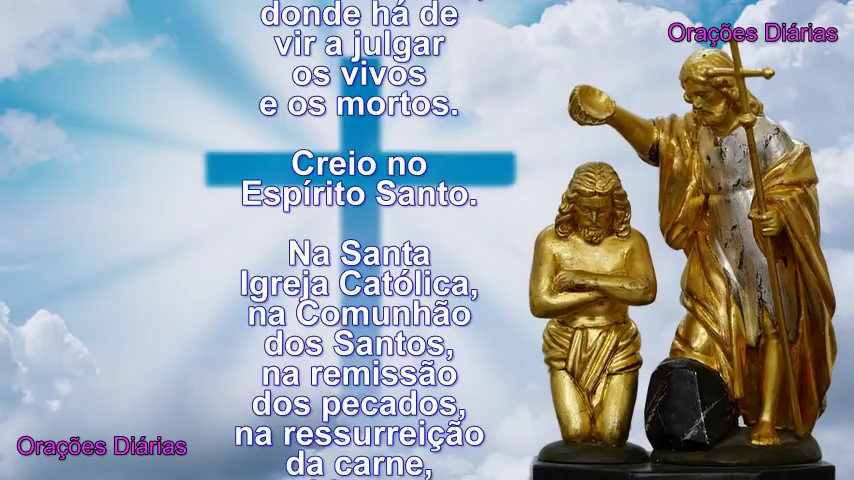 donde há de
vir a julgar
os vivos
e os mortos.
Creio no
Espírito Santo.
Na Santa
Igreja Católica,
na Comunhão
dos Santos,
na remissão
dos pecados,
na ressurreição
da carne,
Orações Diárias
Orações Diárias